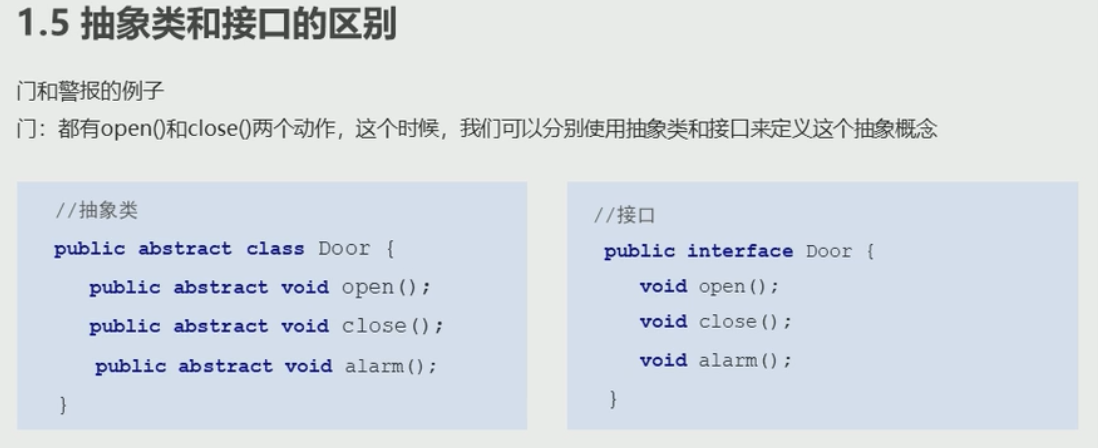 1.5 抽象类和接口的区别
门和警报的例子
门：都有open()和close()两个动作，这个时候，我们可以分别使用抽象类和接口来定义这个抽象概念
//抽象类
public abstract class Door {
public abstract void open();
public abstract void close();
public abstract void alarm();
}
//接口
public interface Door {
void open();
void close();
void alarm();
}